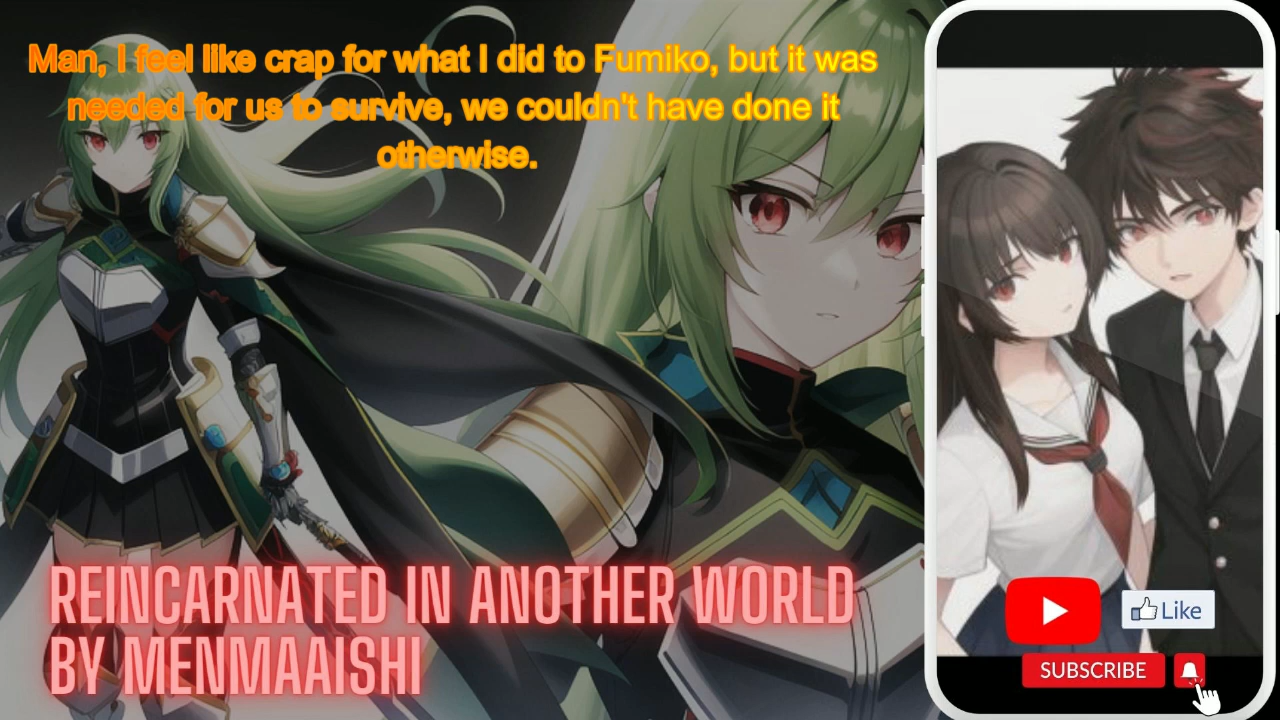 Man, I feel like crap for what I did to Fumiko, but it was
needed for us to survive, we couldn't have done it
otherwise.
REINCARNATED IN ANOTHER WORLD
BY MENMAAISHI
Like
SUBSCRIBE